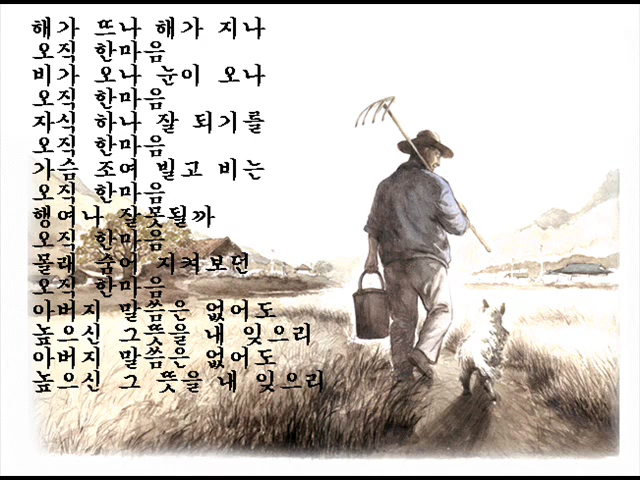 해가 뜨나 해가 지나
오직 한마음
비가 오나 눈이 오나
오직 한마음
자식 하나 잘 되기를
오직 한마음
가슴 조여 빌고 비는
오직 한마음
행여나 잘못될까
오직 한마음
몰래 숨어 지켜보던
오직 한마음
아버지 말씀은 없어도
높으신 그뜻을 내 잊으리
아버지 말씀은 없어도
높으신 그 뜻을 내 잊으리